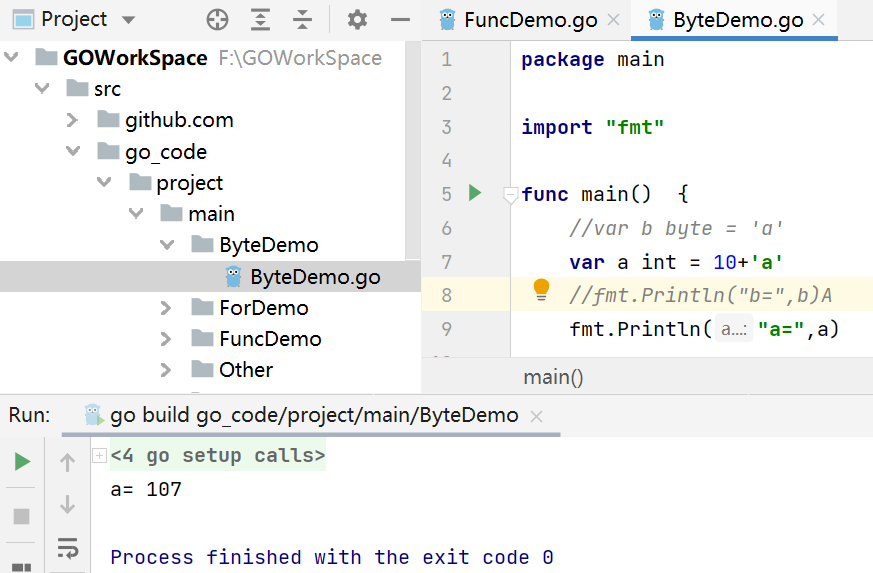 Project
GOWorkSpace F:\GOWorkSpace
src
github.com
go_code
project
main
ByteDemo
ByteDemo.go
ForDemo
FuncDemo
Other
FuncDemo.go
ByteDemo.go
1 package main
2
3 import "fmt"
4
5 func main()  {
6 //var b byte = 'a'
7 var a int = 10+'a'
8 //fmt.Println("b=",b)A
9 fmt.Println( a...: "a=",a)
main()
Run: go build go_code/project/main/ByteDemo
<4 go setup calls>
a= 107
Process finished with the exit code 0